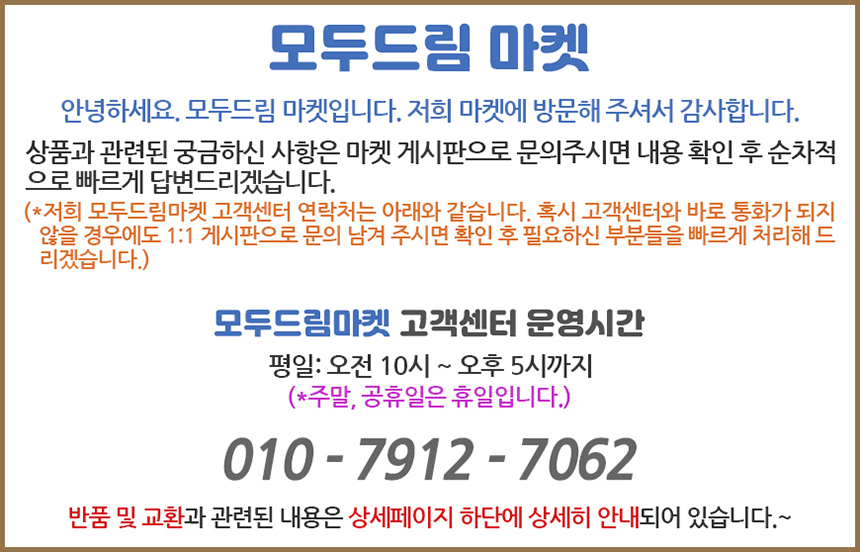 모두드림 마켓
안녕하세요. 모두드림 마켓입니다. 저희 마켓에 방문해 주셔서 감사합니다.
상품과 관련된 궁금하신 사항은 마켓 게시판으로 문의주시면 내용 확인 후 순차적
으로 빠르게 답변드리겠습니다.
(*저희 모두드림마켓 고객센터 연락처는 아래와 같습니다. 혹시 고객센터와 바로 통화가 되지
않을 경우에도 1:1 게시판으로 문의 남겨 주시면 확인 후 필요하신 부분들을 빠르게 처리해 드
리겠습니다.)
모두드림마켓 고객센터 운영시간
평일: 오전 10시 ~ 오후 5시까지
(*주말, 공휴일은 휴일입니다.)
010 - 7912 - 7062
반품 및 교환과 관련된 내용은 상세페이지 하단에 상세히 안내되어 있습니다.~